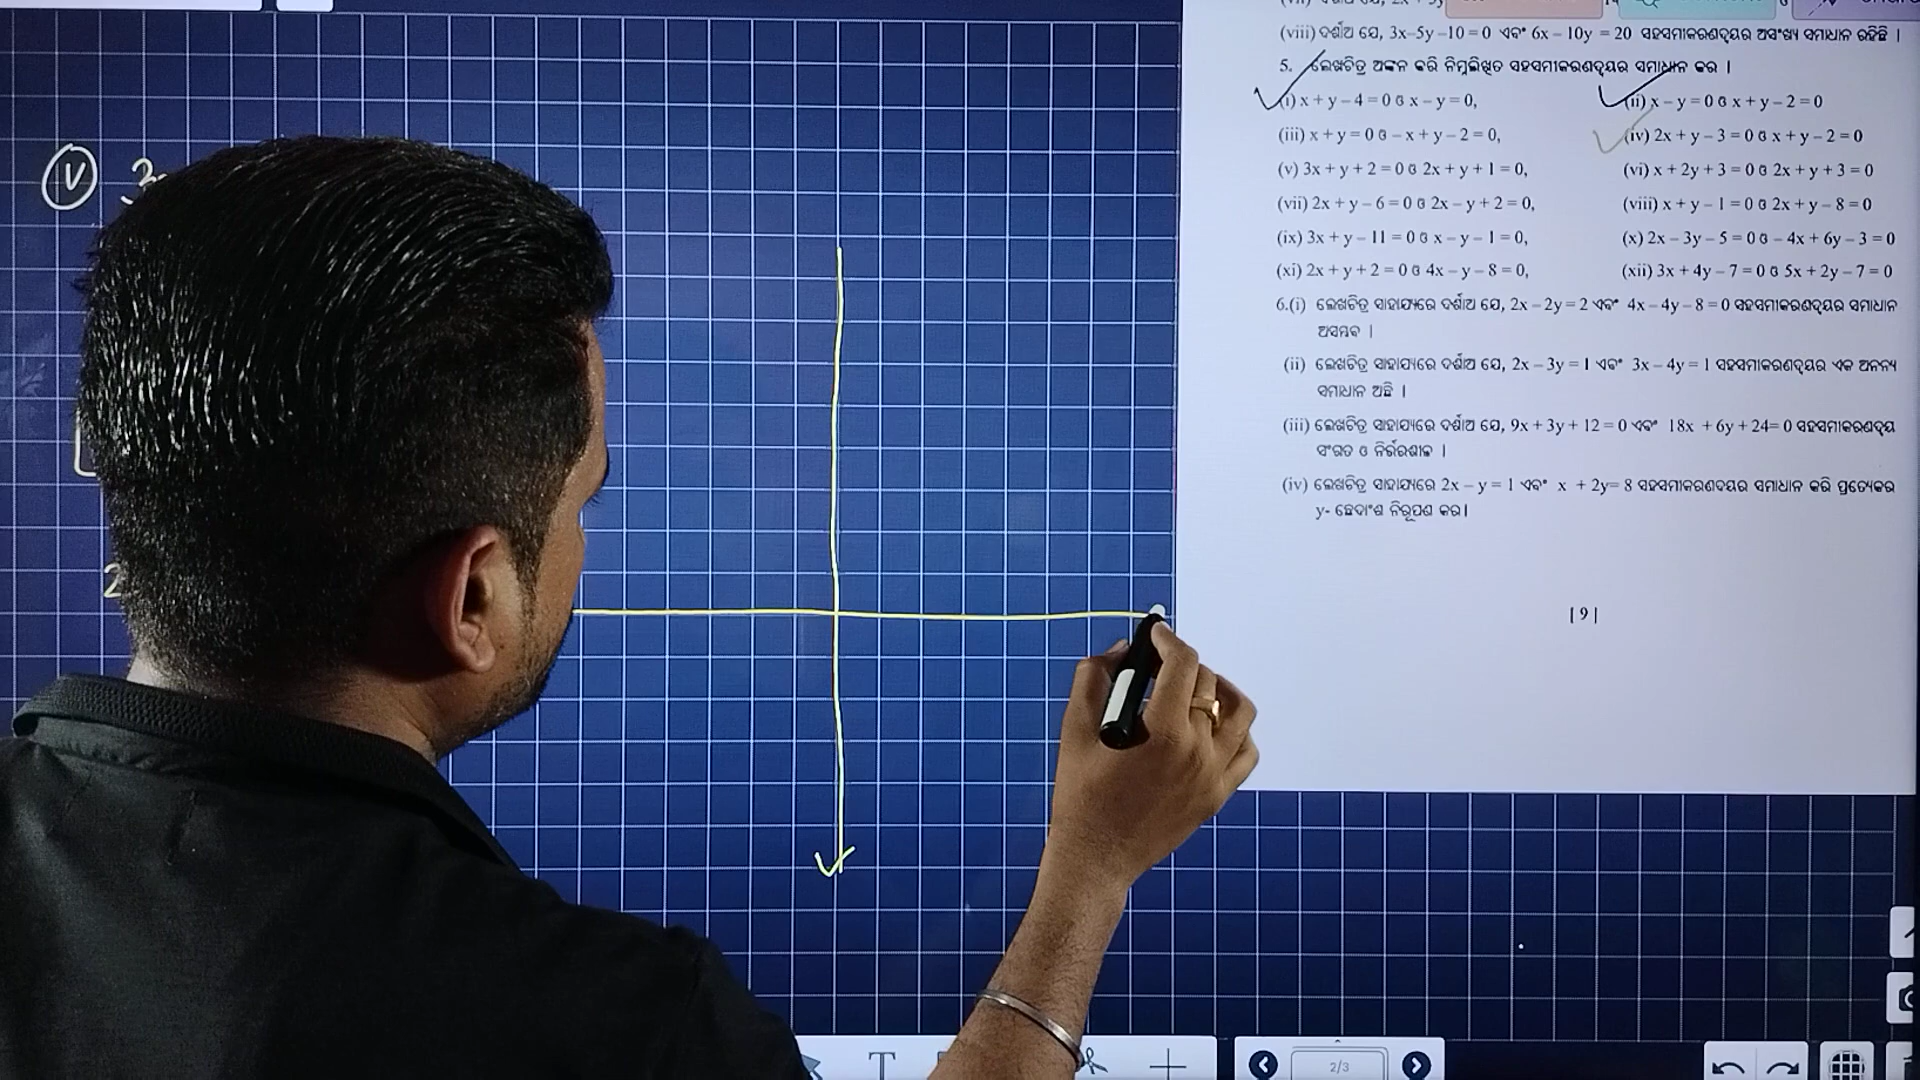 (viii) ଦର୍ଶାଅ ଯେ, 3x–5y –10 = 0 ଏବଂ 6x – 10y = 20 ସହସମୀକରଣଦ୍ୱୟର ଅସଂଖ୍ୟ ସମାଧାନ ରହିଛି ।
5. ଲେଖଚିତ୍ର ଅଙ୍କନ କରି ନିମ୍ନଲିଖିତ ସହସମୀକରଣଦ୍ୱୟର ସମାଧାନ କର ।
(i) x + y – 4 = 0 ଓ x – y = 0, (ii) x – y = 0 ଓ x + y – 2 = 0
(iii) x + y = 0 ଓ – x + y – 2 = 0, (iv) 2x + y – 3 = 0 ଓ x + y – 2 = 0
(v) 3x + y + 2 = 0 ଓ 2x + y + 1 = 0, (vi) x + 2y + 3 = 0 ଓ 2x + y + 3 = 0
(vii) 2x + y – 6 = 0 ଓ 2x – y + 2 = 0, (viii) x + y – 1 = 0 ଓ 2x + y – 8 = 0
(ix) 3x + y – 11 = 0 ଓ x – y – 1 = 0, (x) 2x – 3y – 5 = 0 ଓ – 4x + 6y – 3 = 0
(xi) 2x + y + 2 = 0 ଓ 4x – y – 8 = 0, (xii) 3x + 4y – 7 = 0 ଓ 5x + 2y – 7 = 0
6.(i) ଲେଖଚିତ୍ର ସାହାଯ୍ୟରେ ଦର୍ଶାଅ ଯେ, 2x – 2y = 2 ଏବଂ 4x – 4y – 8 = 0 ସହସମୀକରଣଦ୍ୱୟର ସମାଧାନ
ଅସମ୍ଭବ ।
(ii) ଲେଖଚିତ୍ର ସାହାଯ୍ୟରେ ଦର୍ଶାଅ ଯେ, 2x – 3y = 1 ଏବଂ 3x – 4y = 1 ସହସମୀକରଣଦ୍ୱୟର ଏକ ଅନନ୍ୟ
ସମାଧାନ ଅଛି ।
(iii) ଲେଖଚିତ୍ର ସାହାଯ୍ୟରେ ଦର୍ଶାଅ ଯେ, 9x + 3y + 12 = 0 ଏବଂ 18x + 6y + 24= 0 ସହସମୀକରଣଦ୍ୱୟ
ସଂଗତ ଓ ନିର୍ଭରଶୀଳ ।
(iv) ଲେଖଚିତ୍ର ସାହାଯ୍ୟରେ 2x – y = 1 ଏବଂ x + 2y= 8 ସହସମୀକରଣଦ୍ୱୟର ସମାଧାନ କରି ପ୍ରତ୍ୟେକର
y- ଛେଦାଂଶ ନିରୂପଣ କର।
[ 9 ]
(V) 3
2
T
2/3